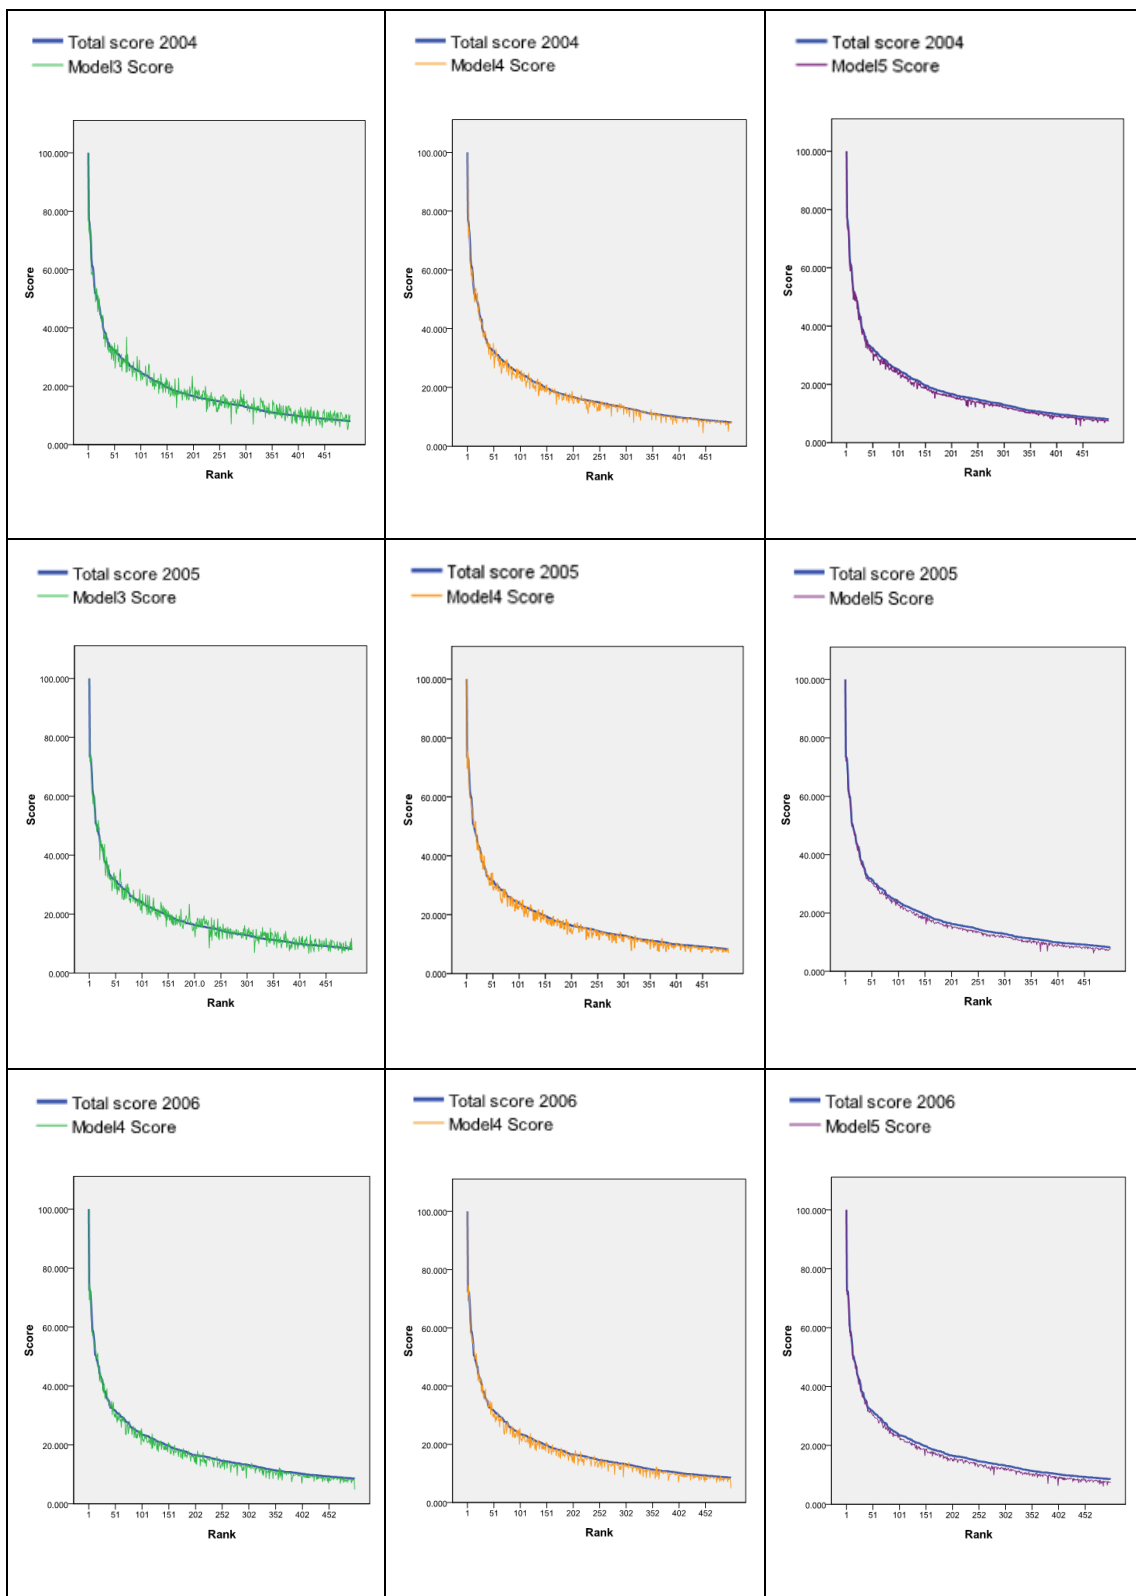 Total score 2004
Model3 Score
100.000
80.000
60.000
40.000
20.000
0.000
Score
1 51 101 151 201 251 301 351 401 451
Rank
Total score 2004
Model4 Score
100.000
80.000
60.000
40.000
20.000
0.000
Score
1 51 101 151 201 251 301 351 401 451
Rank
Total score 2004
Model5 Score
100.000
80.000
60.000
40.000
20.000
0.000
Score
1 51 101 151 201 251 301 351 401 451
Rank
Total score 2005
Model3 Score
100.000
80.000
60.000
40.000
20.000
0.000
Score
1 51 101 151 201.0 251 301 351 401 451
Rank
Total score 2005
Model4 Score
100.000
80.000
60.000
40.000
20.000
0.000
Score
1 51 101 151 201 251 301 351 401 451
Rank
Total score 2005
Model5 Score
100.000
80.000
60.000
40.000
20.000
0.000
Score
1 51 101 151 201 251 301 351 401 451
Rank
Total score 2006
Model4 Score
100.000
80.000
60.000
40.000
20.000
0.000
Score
1 51 101 151 202 252 302 352 402 452
Rank
Total score 2006
Model4 Score
100.000
80.000
60.000
40.000
20.000
0.000
Score
1 51 101 151 202 252 302 352 402 452
Rank
Total score 2006
Model5 Score
100.000
80.000
60.000
40.000
20.000
0.000
Score
1 51 101 151 202 252 302 352 402 452
Rank